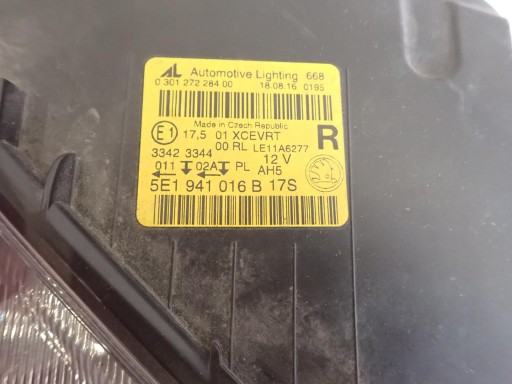 AL Automotive Lighting 668
0 301 272 284 00 18.08.16 0195
Made in Czech Republic
E1 17,5 01 XCEVRT R
00 RL LE11A6277
3342 3344 12 V
011 02A PL AH5
5E1 941 016 B 17S